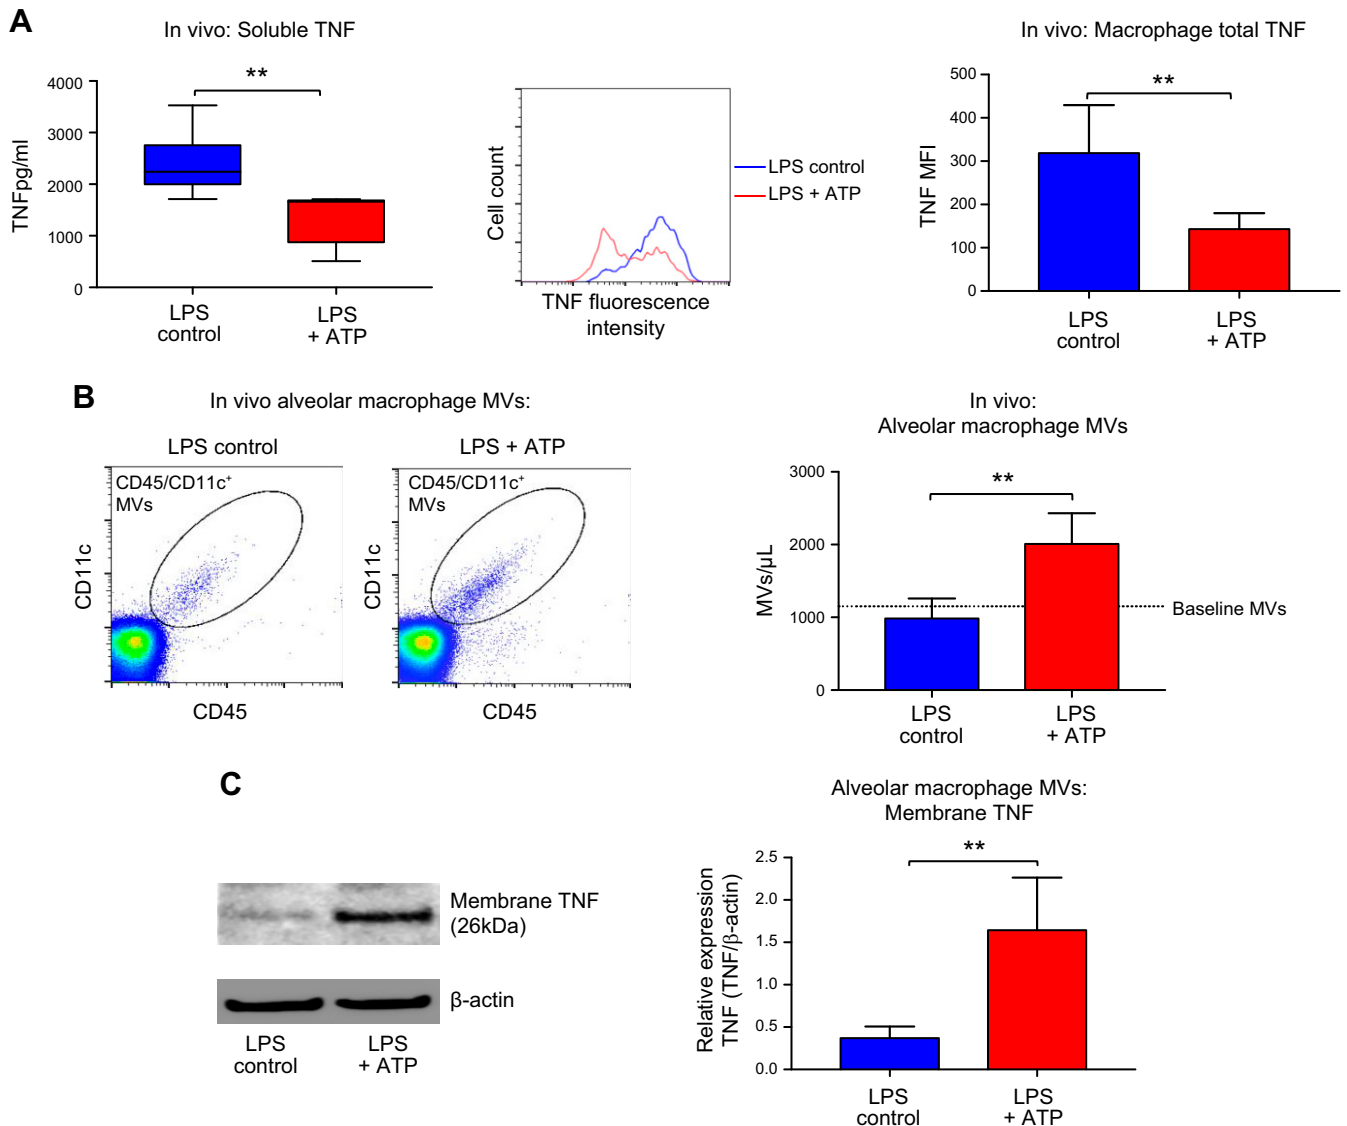 A
In vivo: Soluble TNF
**
TNFpg/ml
4000
3000
2000
1000
0
LPS
control
LPS
+ ATP
Cell count
TNF fluorescence
intensity
LPS control
LPS + ATP
In vivo: Macrophage total TNF
**
TNF MFI
500
400
300
200
100
0
LPS
control
LPS
+ ATP
B
In vivo alveolar macrophage MVs:
LPS control
CD45/CD11c⁺
MVs
CD11c
CD45
LPS + ATP
CD45/CD11c⁺
MVs
CD11c
CD45
In vivo:
Alveolar macrophage MVs
**
MVs/µL
3000
2000
1000
0
Baseline MVs
LPS
control
LPS
+ ATP
C
Membrane TNF
(26kDa)
β-actin
LPS
control
LPS
+ ATP
Alveolar macrophage MVs:
Membrane TNF
**
Relative expression
TNF (TNF/β-actin)
2.5
2.0
1.5
1.0
0.5
0.0
LPS
control
LPS
+ ATP